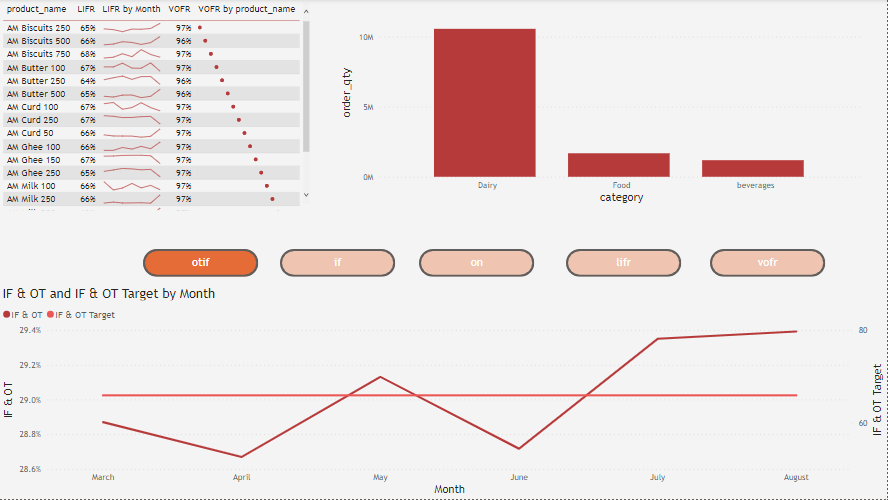 product_name LIFR LIFR by Month VOFR VOFR by product_name
AM Biscuits 250 65% 97%
AM Biscuits 500 66% 96%
AM Biscuits 750 68% 97%
AM Butter 100 67% 97%
AM Butter 250 64% 96%
AM Butter 500 65% 96%
AM Curd 100 67% 97%
AM Curd 250 67% 97%
AM Curd 50 66% 97%
AM Ghee 100 66% 97%
AM Ghee 150 67% 97%
AM Ghee 250 65% 96%
AM Milk 100 66% 97%
AM Milk 250 66% 96%
order_qty
10M
5M
0M
Dairy Food beverages
category
otif if on lifr vofr
IF & OT and IF & OT Target by Month
IF & OT IF & OT Target
IF & OT
29.4%
29.2%
29.0%
28.8%
28.6%
80
60
IF & OT Target
March April May June July August
Month